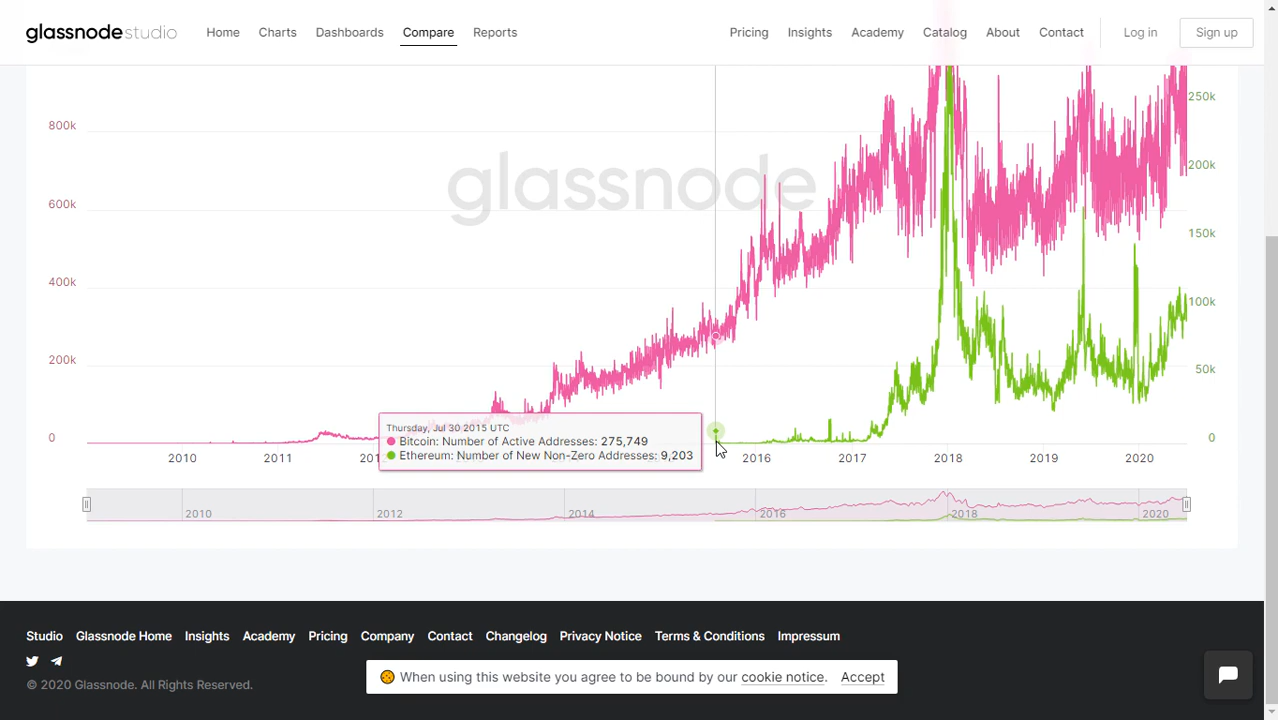 glassnode studio Home Charts Dashboards Compare Reports Pricing Insights Academy Catalog About Contact Log in Sign up
250k
800k
200k
glassnode
600k
150k
400k
100k
200k
50k
0
0
Thursday, Jul 30 2015 UTC
Bitcoin: Number of Active Addresses: 275,749
Ethereum: Number of New Non-Zero Addresses: 9,203
2010 2011 2012 2016 2017 2018 2019 2020
2010 2012 2014 2016 2018 2020
Studio Glassnode Home Insights Academy Pricing Company Contact Changelog Privacy Notice Terms & Conditions Impressum
When using this website you agree to be bound by our cookie notice. Accept
© 2020 Glassnode. All Rights Reserved.